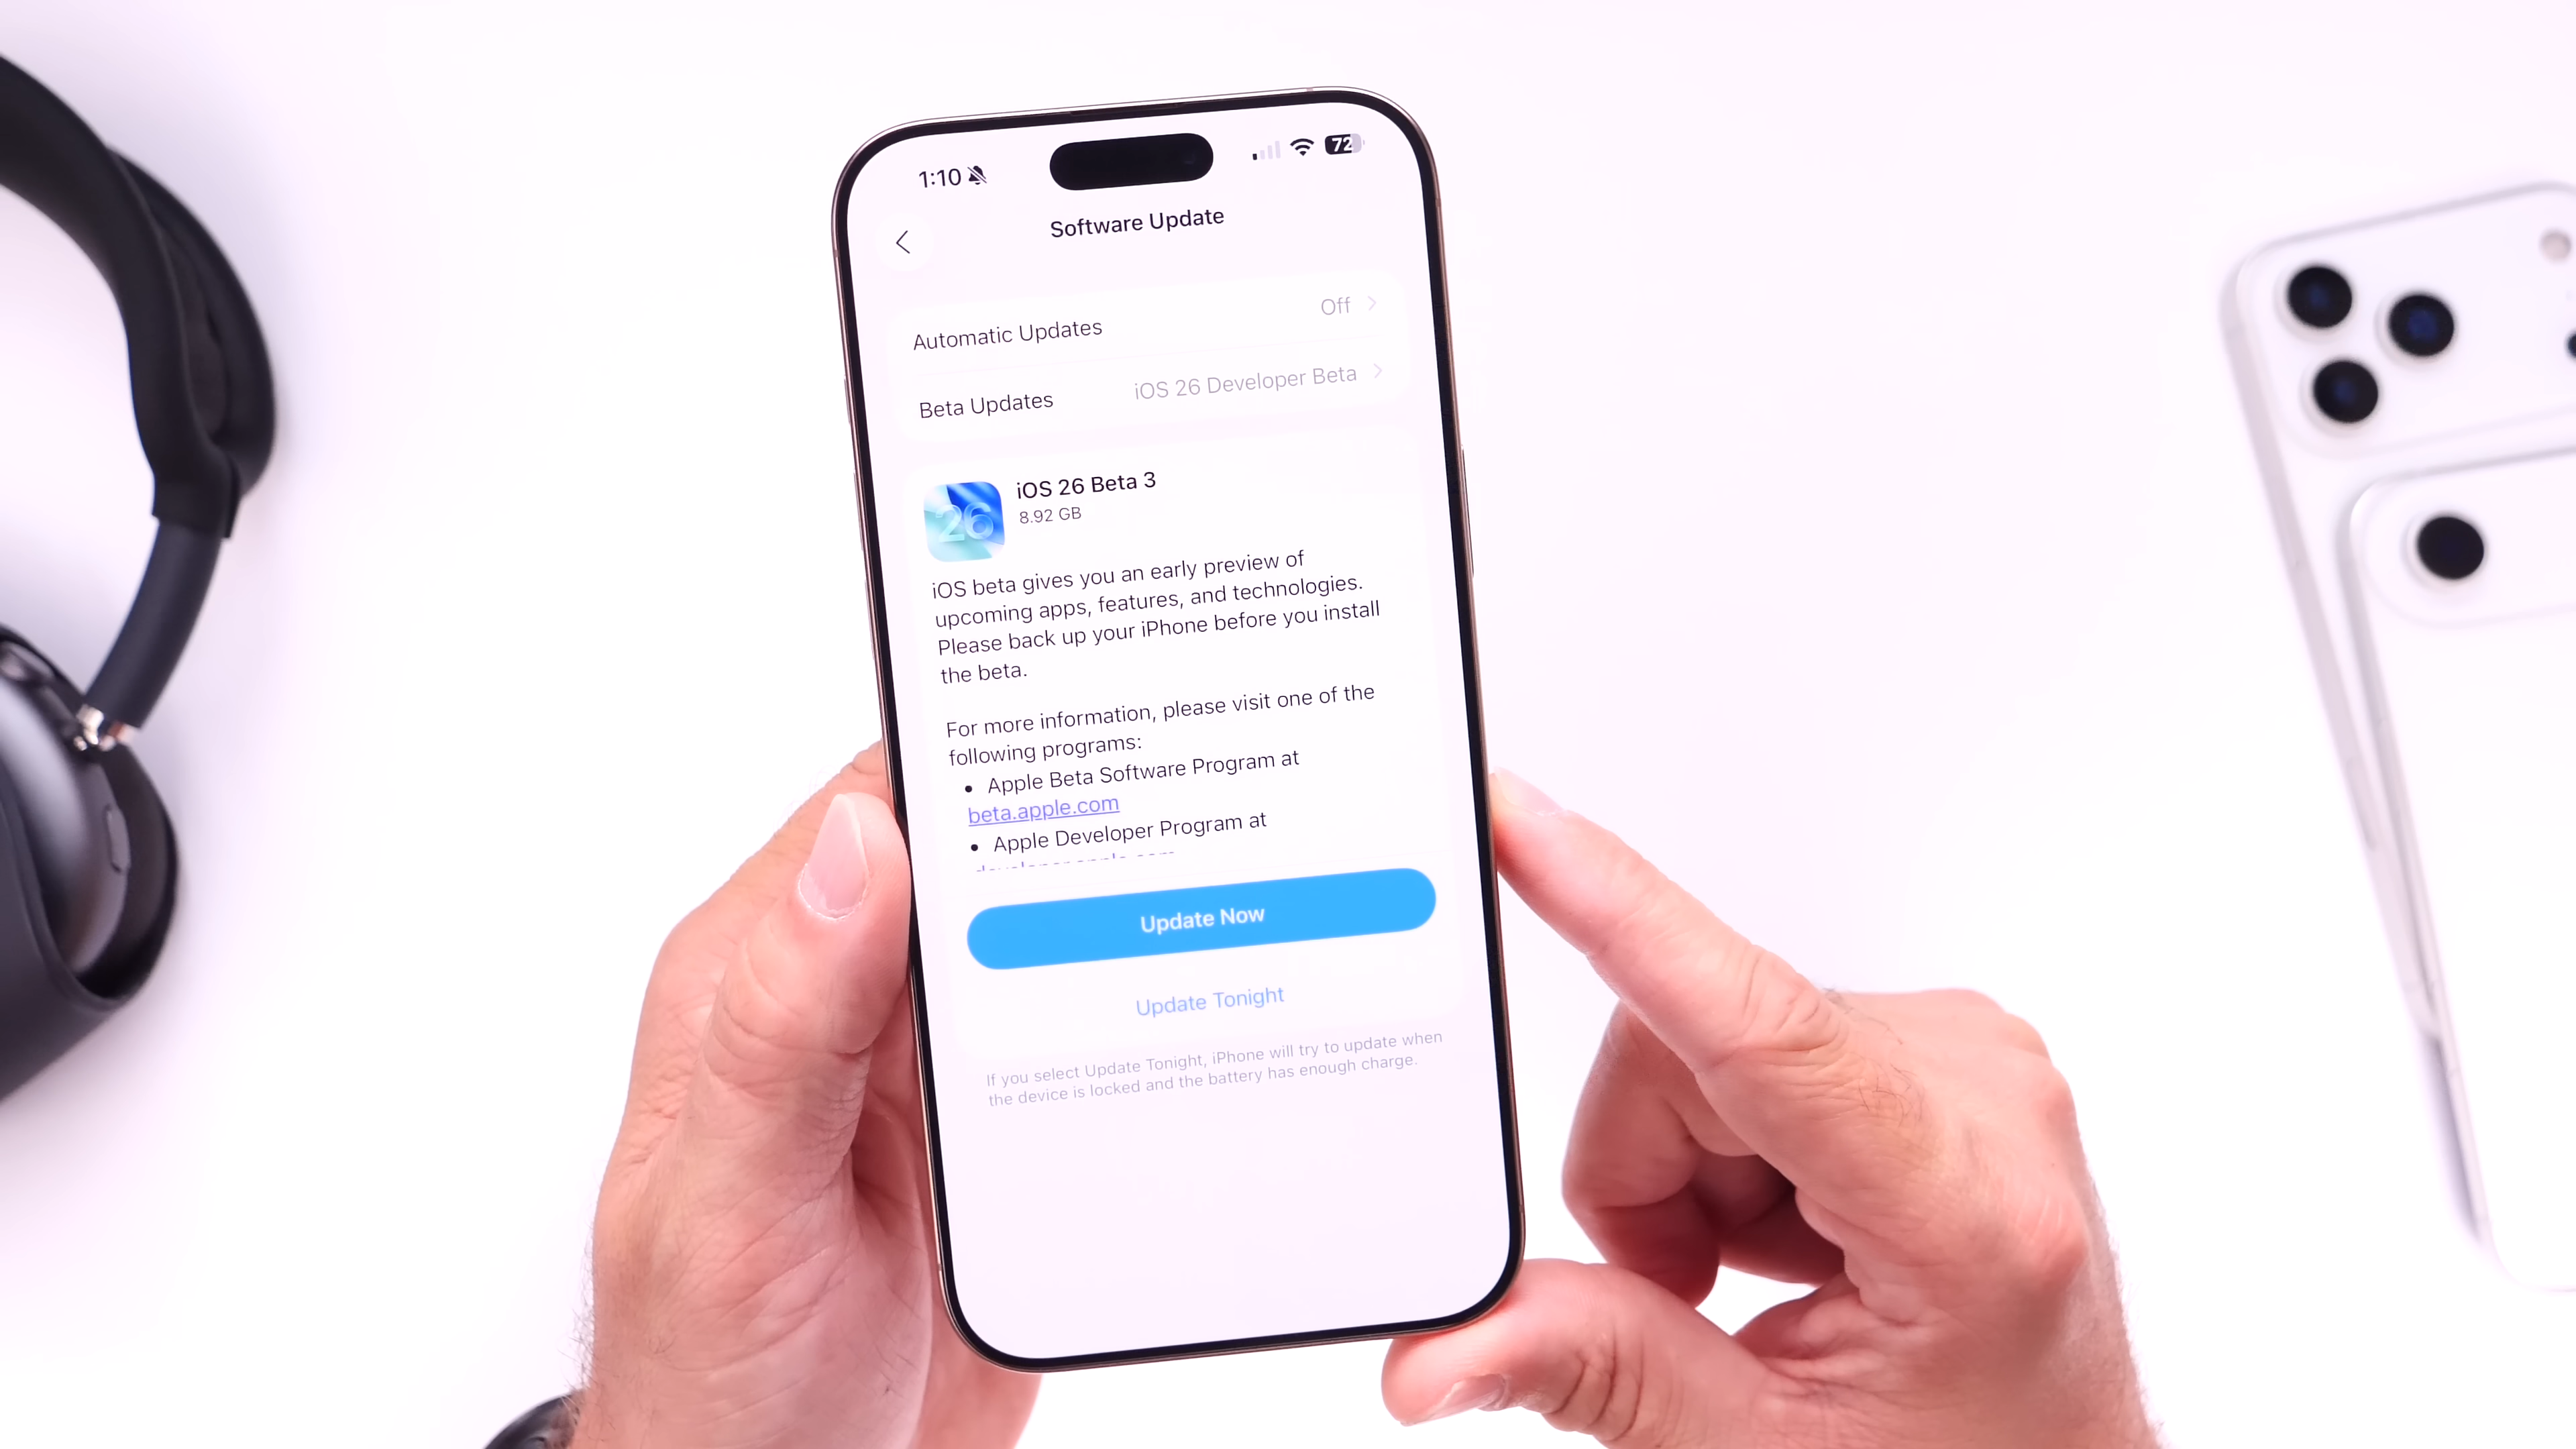 1:10
72
Software Update
Automatic Updates Off
Beta Updates iOS 26 Developer Beta
26
iOS 26 Beta 3
8.92 GB
iOS beta gives you an early preview of
upcoming apps, features, and technologies.
Please back up your iPhone before you install
the beta.
For more information, please visit one of the
following programs:
• Apple Beta Software Program at
beta.apple.com
• Apple Developer Program at
Update Now
Update Tonight
If you select Update Tonight, iPhone will try to update when
the device is locked and the battery has enough charge.